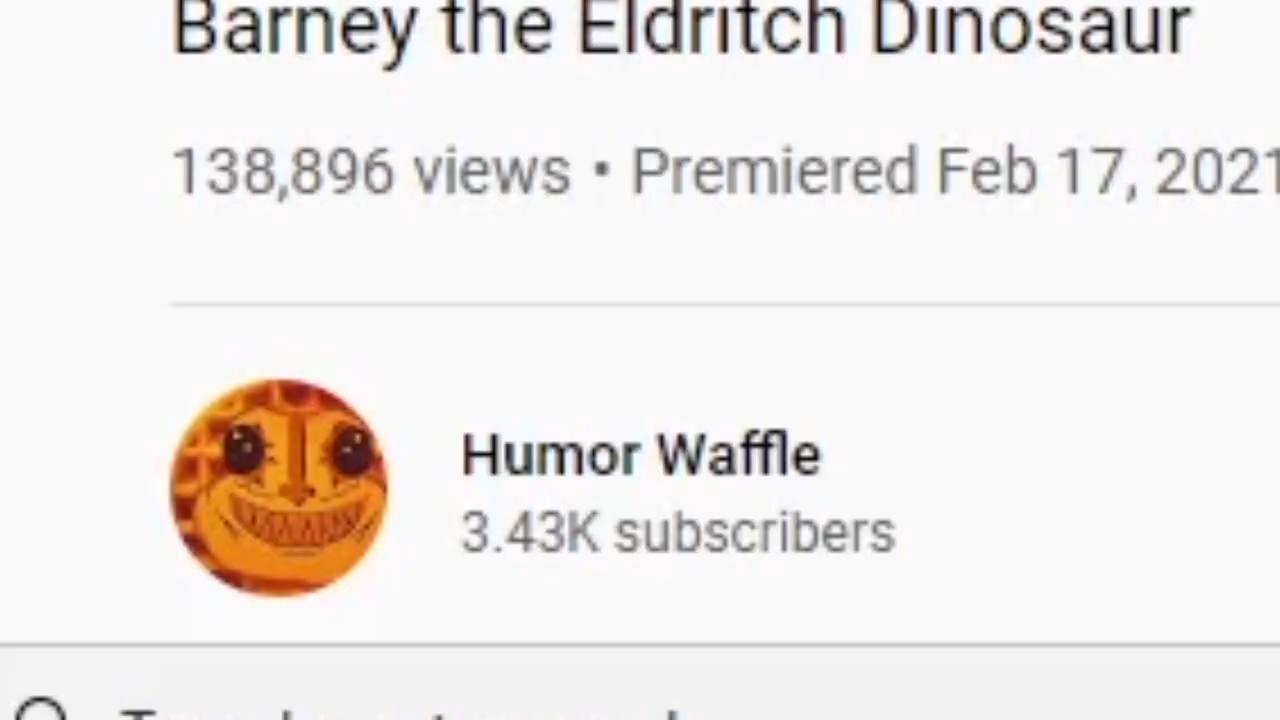 Barney the Eldritch Dinosaur
138,896 views • Premiered Feb 17, 2021
Humor Waffle
3.43K subscribers